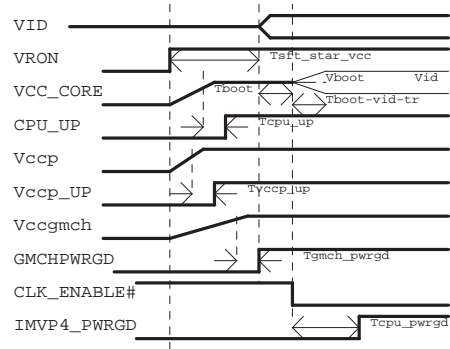 VID
VRON
Tsft_star_vcc
VCC_CORE
Tboot
Vboot
Vid
Tboot-vid-tr
CPU_UP
Tcpu_up
Vccp
Vccp_UP
Tvccp_up
Vccgmch
GMCHPWRGD
Tgmch_pwrgd
CLK_ENABLE#
IMVP4_PWRGD
Tcpu_pwrgd